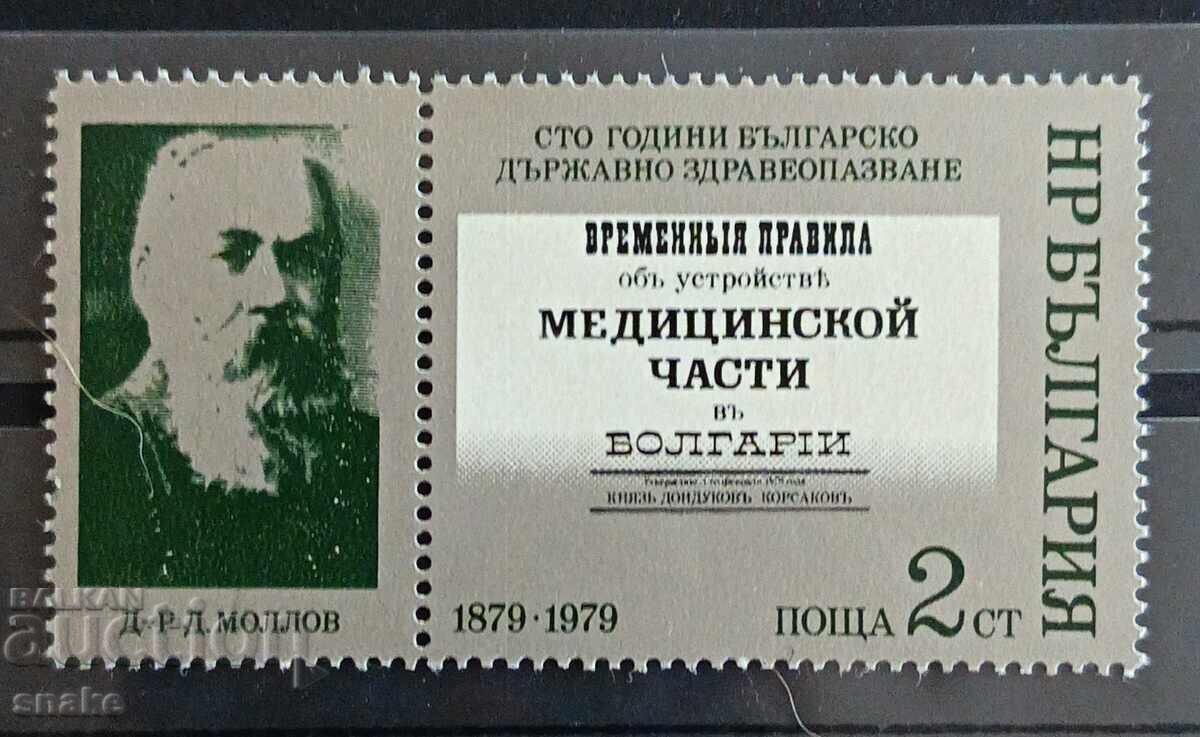 Д-Р Д. МОЛЛОВ
СТО ГОДИНИ БЪЛГАРСКО
ДЪРЖАВНО ЗДРАВЕОПАЗВАНЕ
ВРЕМЕННЫЯ ПРАВИЛА
объ устройствѣ
МЕДИЦИНСКОЙ
ЧАСТИ
въ
БОЛГАРІИ
КНЯЗЬ ДОНДУКОВЪ КОРСАКОВЪ
1879·1979
ПОЩА 2 СТ
НР БЪЛГАРИЯ
BALKAN
auction
snake